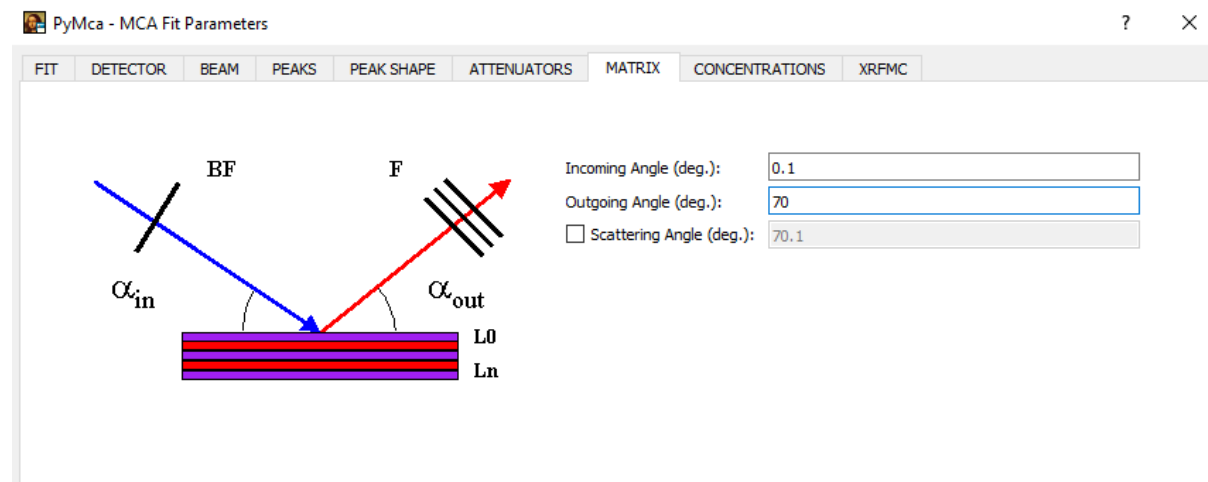 PyMca - MCA Fit Parameters ? ×
FIT DETECTOR BEAM PEAKS PEAK SHAPE ATTENUATORS MATRIX CONCENTRATIONS XRFMC
BF F
Incoming Angle (deg.): 0.1
Outgoing Angle (deg.): 70
Scattering Angle (deg.): 70.1
αin αout
L0
Ln